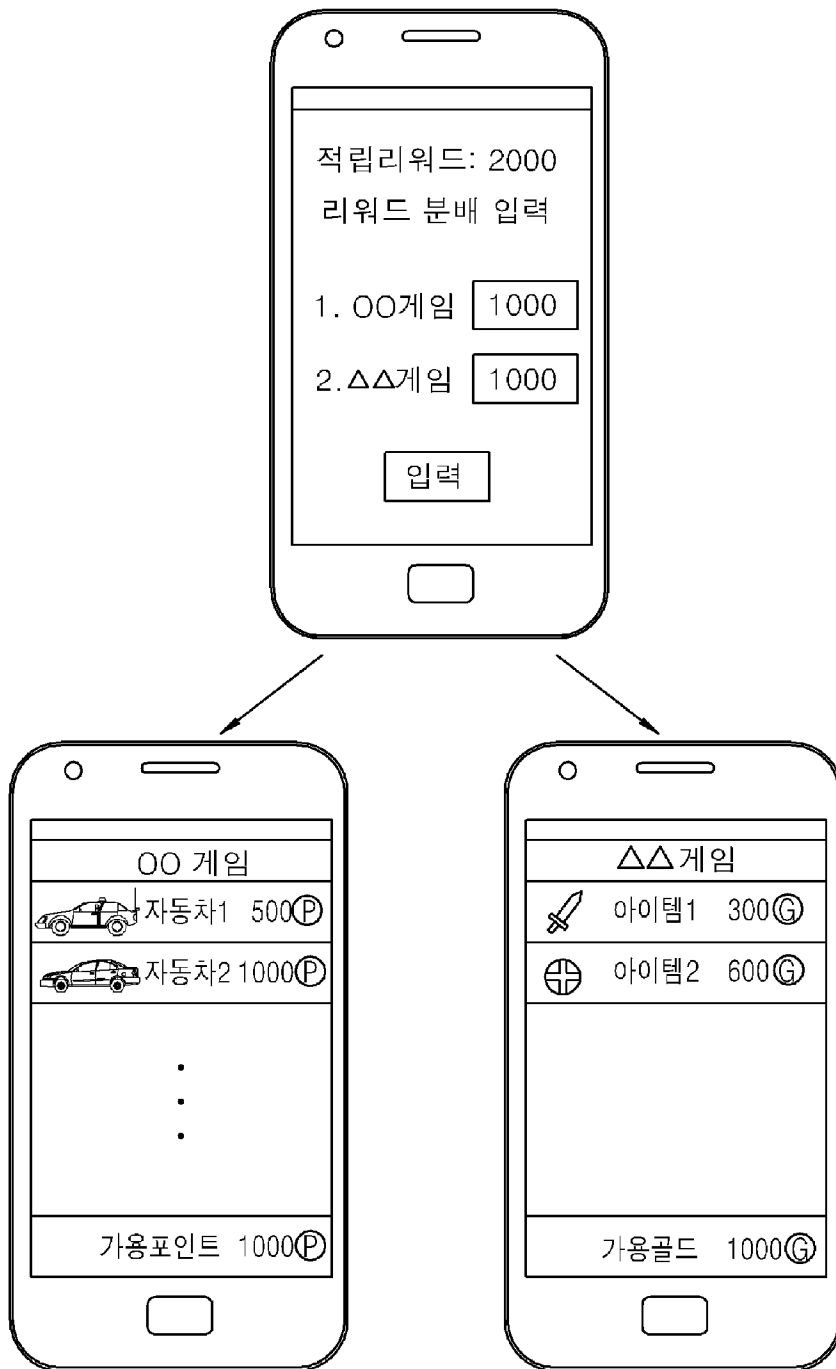 적립리워드: 2000
리워드 분배 입력
1. OO게임 1000
2.△△게임 1000
입력
OO 게임
자동차1 500Ⓟ
자동차2 1000Ⓟ
가용포인트 1000Ⓟ
△△게임
아이템1 300Ⓖ
아이템2 600Ⓖ
가용골드 1000Ⓖ